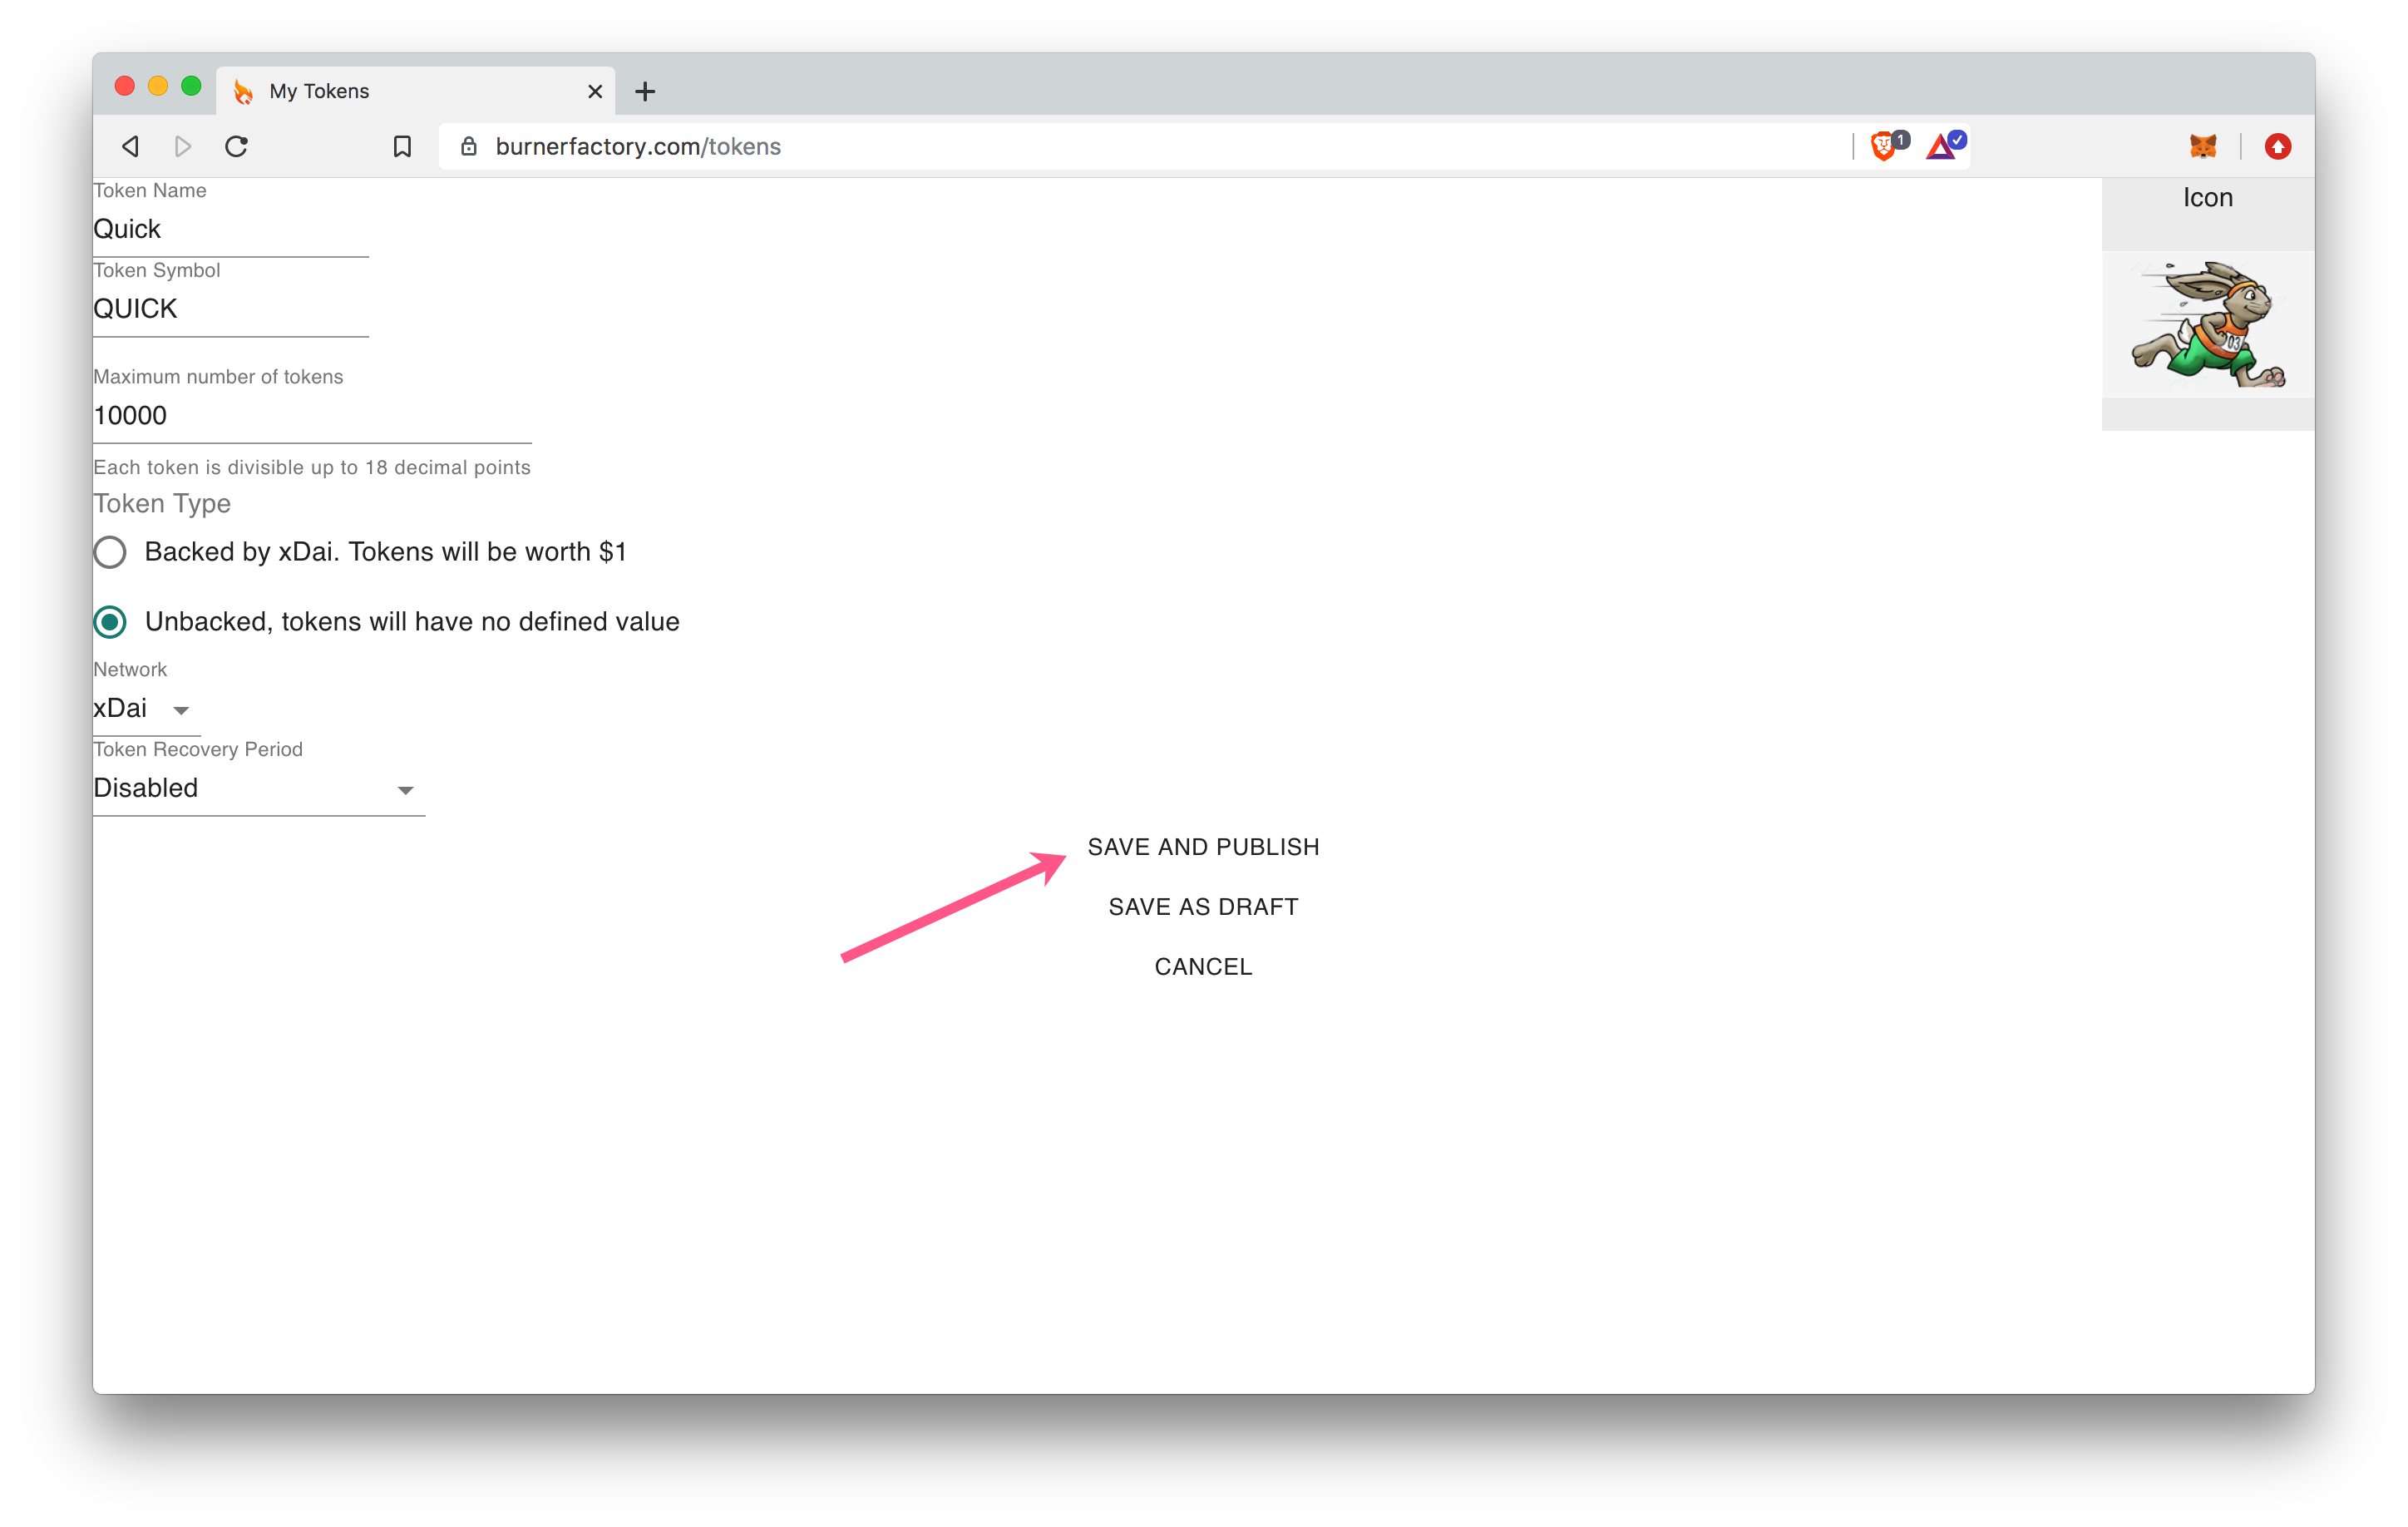 My Tokens
burnerfactory.com/tokens
1
Token Name
Quick
Token Symbol
QUICK
Maximum number of tokens
10000
Each token is divisible up to 18 decimal points
Token Type
Backed by xDai. Tokens will be worth $1
Unbacked, tokens will have no defined value
Network
xDai
Token Recovery Period
Disabled
Icon
03
SAVE AND PUBLISH
SAVE AS DRAFT
CANCEL